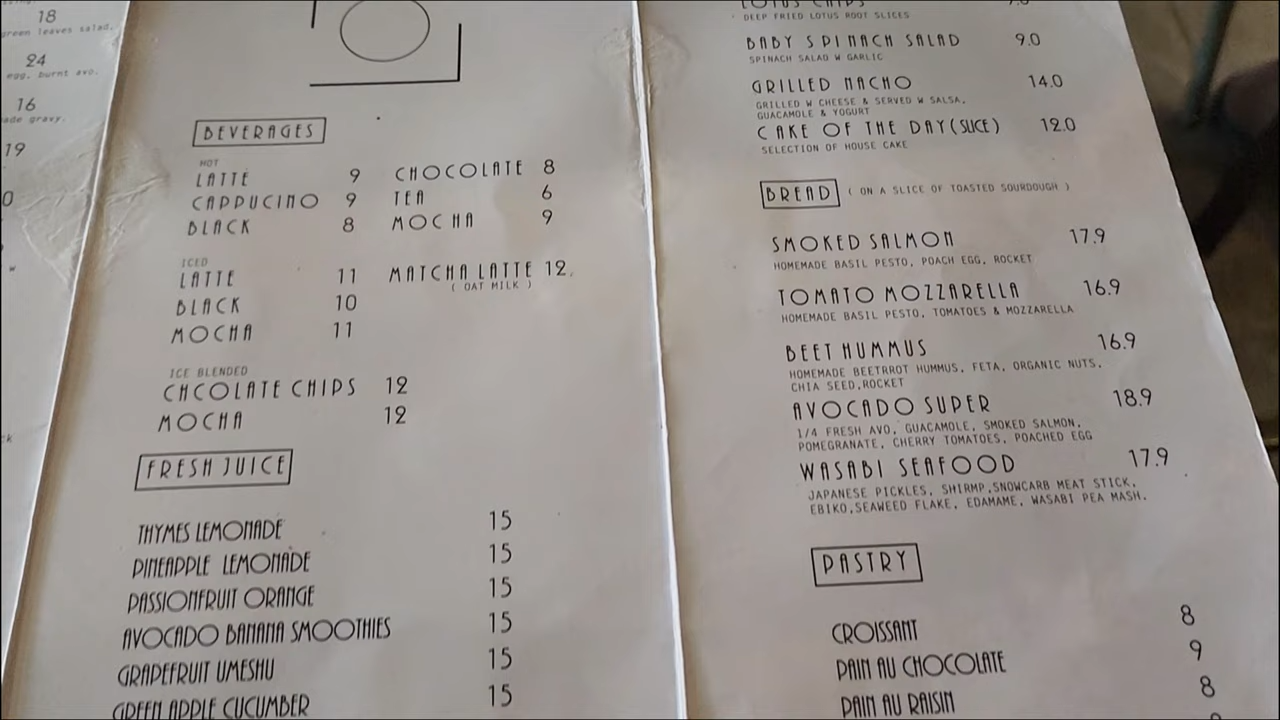 18
green leaves salad,
24
egg, burnt avo.
16
ade gravy.
19
0
w
BEVERAGES
HOT
LATTE 9 CHOCOLATE 8
CAPPUCINO 9 TEA 6
BLACK 8 MOCHA 9
ICED
LATTE 11 MATCHA LATTE 12
( OAT MILK )
BLACK 10
MOCHA 11
ICE BLENDED
CHCOLATE CHIPS 12
MOCHA 12
FRESH JUICE
THYMES LEMONADE 15
PINEAPPLE LEMONADE 15
PASSIONFRUIT ORANGE 15
AVOCADO BANANA SMOOTHIES 15
GRAPEFRUIT UMESHU 15
GREEN APPLE CUCUMBER 15
LOTUS CHIPS
DEEP FRIED LOTUS ROOT SLICES
BABY SPINACH SALAD 9.0
SPINACH SALAD W GARLIC
GRILLED NACHO 14.0
GRILLED W CHEESE & SERVED W SALSA,
GUACAMOLE & YOGURT
CAKE OF THE DAY(SLICE) 12.0
SELECTION OF HOUSE CAKE
BREAD ( ON A SLICE OF TOASTED SOURDOUGH )
SMOKED SALMON 17.9
HOMEMADE BASIL PESTO, POACH EGG, ROCKET
TOMATO MOZZARELLA 16.9
HOMEMADE BASIL PESTO, TOMATOES & MOZZARELLA
BEET HUMMUS 16.9
HOMEMADE BEETRROT HUMMUS, FETA, ORGANIC NUTS,
CHIA SEED,ROCKET
AVOCADO SUPER 18.9
1/4 FRESH AVO, GUACAMOLE, SMOKED SALMON,
POMEGRANATE, CHERRY TOMATOES, POACHED EGG
WASABI SEAFOOD 17.9
JAPANESE PICKLES, SHIRMP,SNOWCARB MEAT STICK,
EBIKO,SEAWEED FLAKE, EDAMAME, WASABI PEA MASH.
PASTRY
CROISSANT 8
PAIN AU CHOCOLATE 9
PAIN AU RAISIN 8